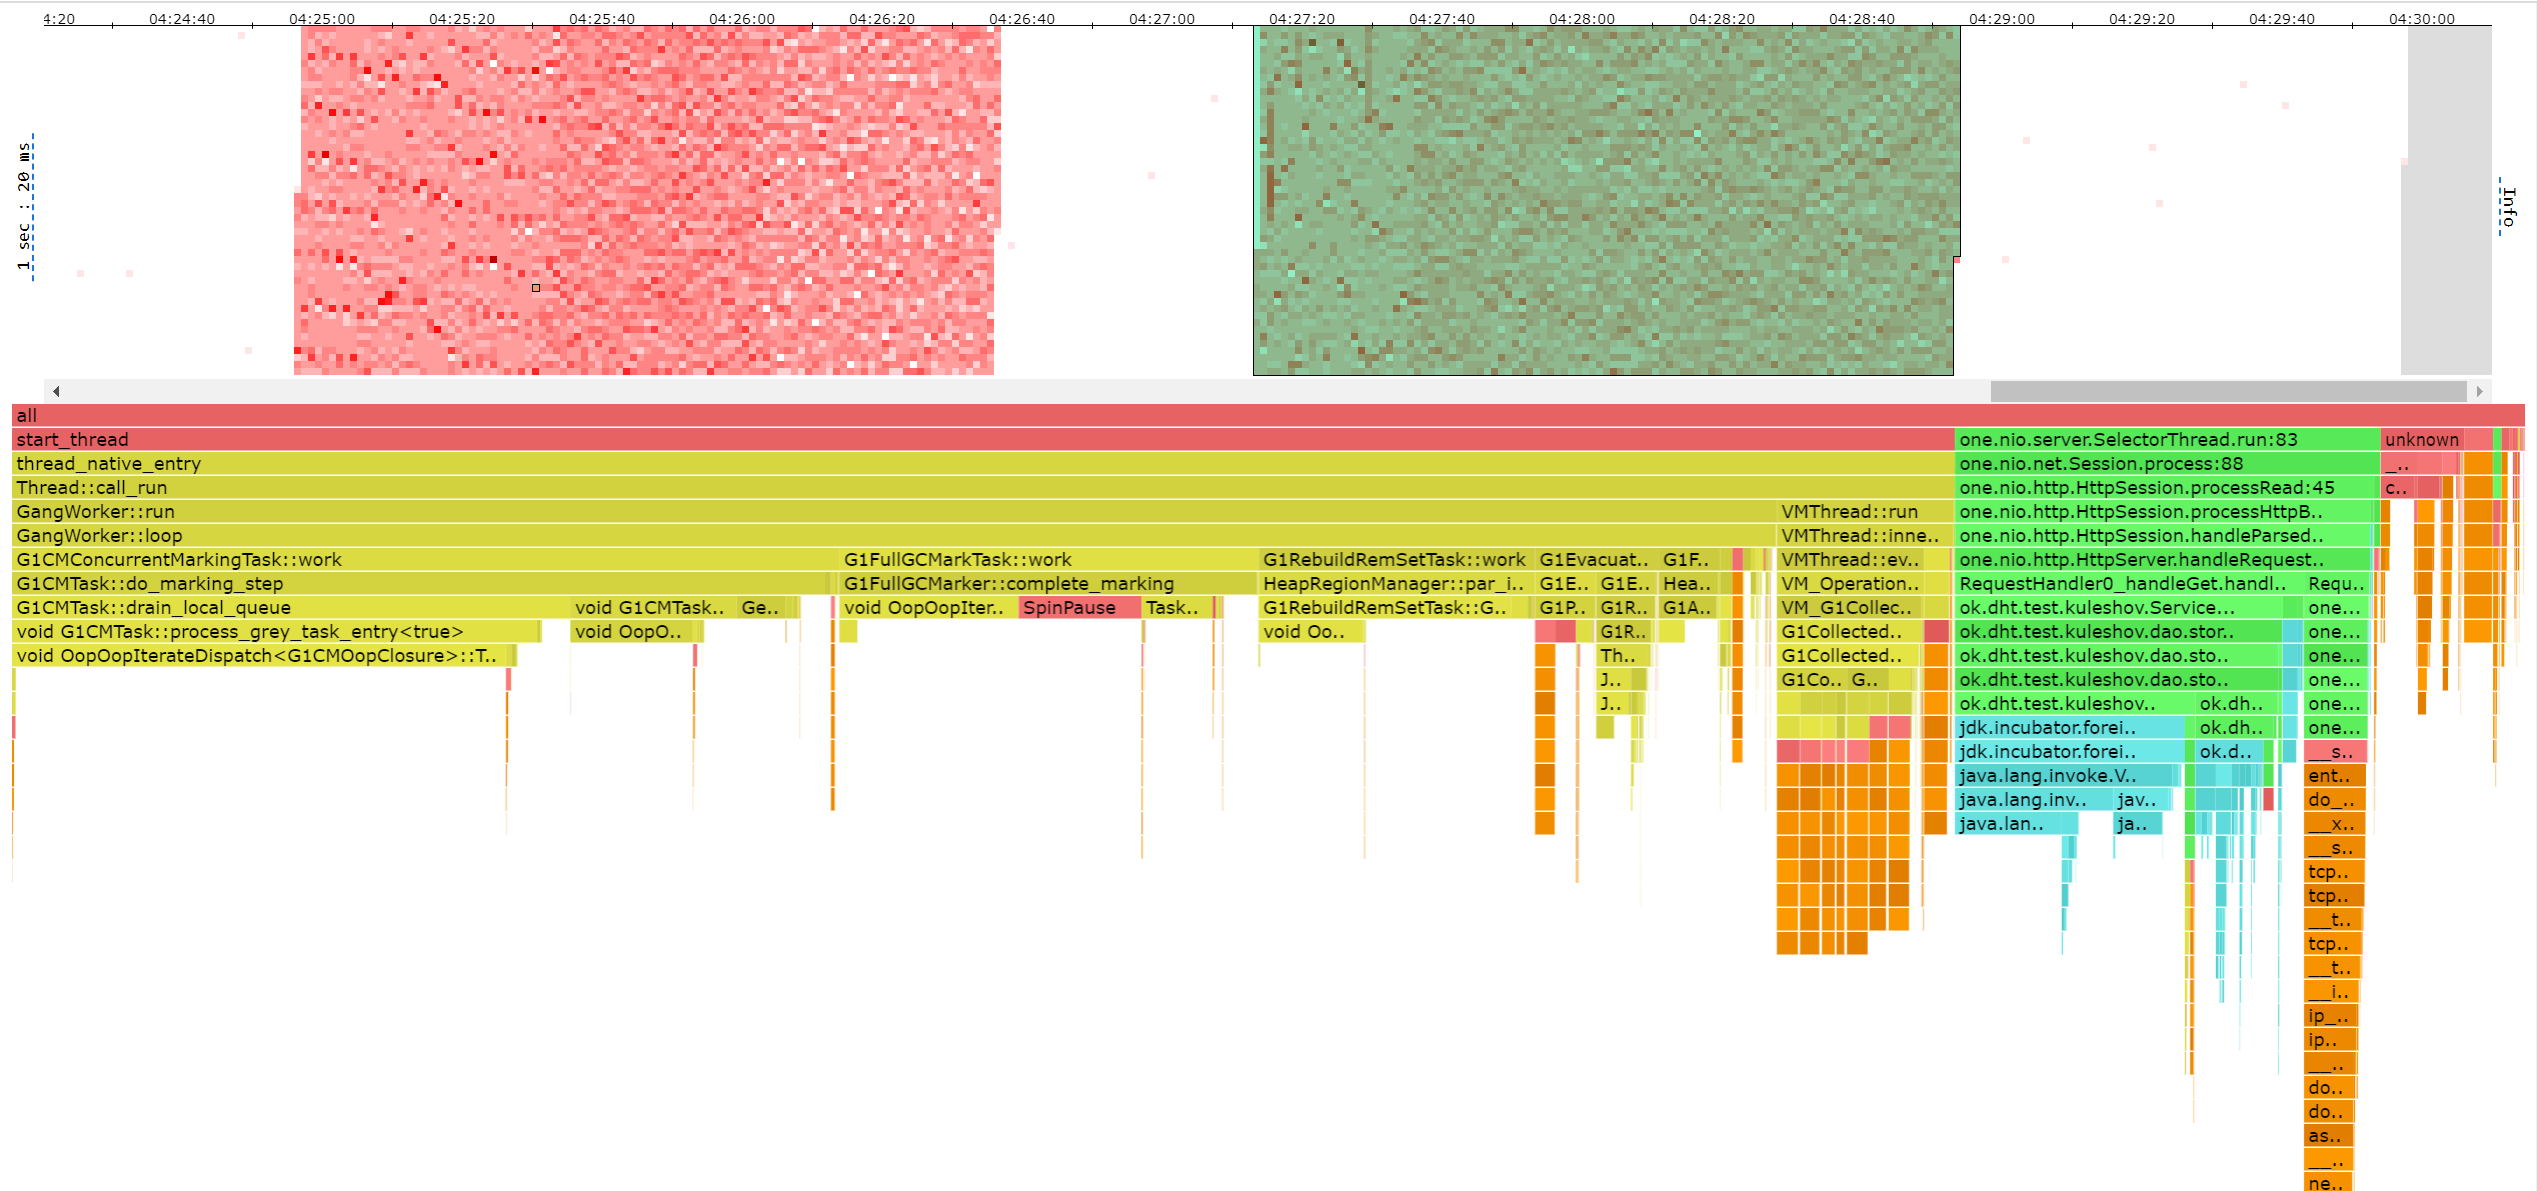 4:20 04:24:40 04:25:00 04:25:20 04:25:40 04:26:00 04:26:20 04:26:40 04:27:00 04:27:20 04:27:40 04:28:00 04:28:20 04:28:40 04:29:00 04:29:20 04:29:40 04:30:00
1 sec : 20 ms
Info
all
start_thread one.nio.server.SelectorThread.run:83 unknown
thread_native_entry one.nio.net.Session.process:88 _..
Thread::call_run one.nio.http.HttpSession.processRead:45 c..
GangWorker::run VMThread::run one.nio.http.HttpSession.processHttpB..
GangWorker::loop VMThread::inne.. one.nio.http.HttpSession.handleParsed..
G1CMConcurrentMarkingTask::work G1FullGCMarkTask::work G1RebuildRemSetTask::work G1Evacuat.. G1F.. VMThread::ev.. one.nio.http.HttpServer.handleRequest..
G1CMTask::do_marking_step G1FullGCMarker::complete_marking HeapRegionManager::par_i.. G1E.. G1E.. Hea.. VM_Operation.. RequestHandler0_handleGet.handl.. Requ..
G1CMTask::drain_local_queue void G1CMTask.. Ge.. void OopOopIter.. SpinPause Task.. G1RebuildRemSetTask::G.. G1P.. G1R.. G1A.. VM_G1Collec.. ok.dht.test.kuleshov.Service... one...
void G1CMTask::process_grey_task_entry<true> void OopO.. void Oo.. G1R.. G1Collected.. ok.dht.test.kuleshov.dao.stor.. one...
void OopOopIterateDispatch<G1CMOopClosure>::T.. Th.. G1Collected.. ok.dht.test.kuleshov.dao.sto.. one...
J.. G1Co.. G.. ok.dht.test.kuleshov.dao.sto.. one...
J.. ok.dht.test.kuleshov.. ok.dh.. one...
jdk.incubator.forei.. ok.dh.. one...
jdk.incubator.forei.. ok.d.. __s..
java.lang.invoke.V.. ent..
java.lang.inv.. jav.. do_..
java.lan.. ja.. __x..
__s..
tcp..
tcp..
__t..
tcp..
__t..
__i..
ip_..
ip..
__..
do..
do..
as..
__..
ne..